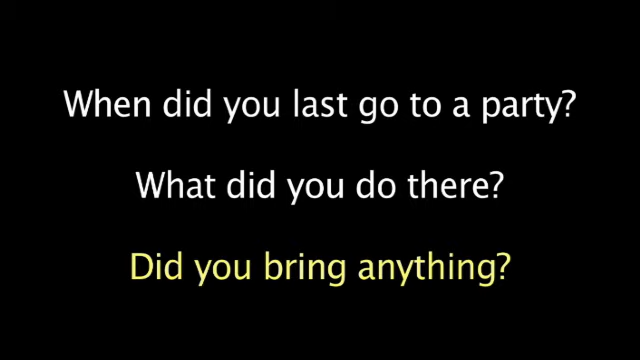 When did you last go to a party?
What did you do there?
Did you bring anything?